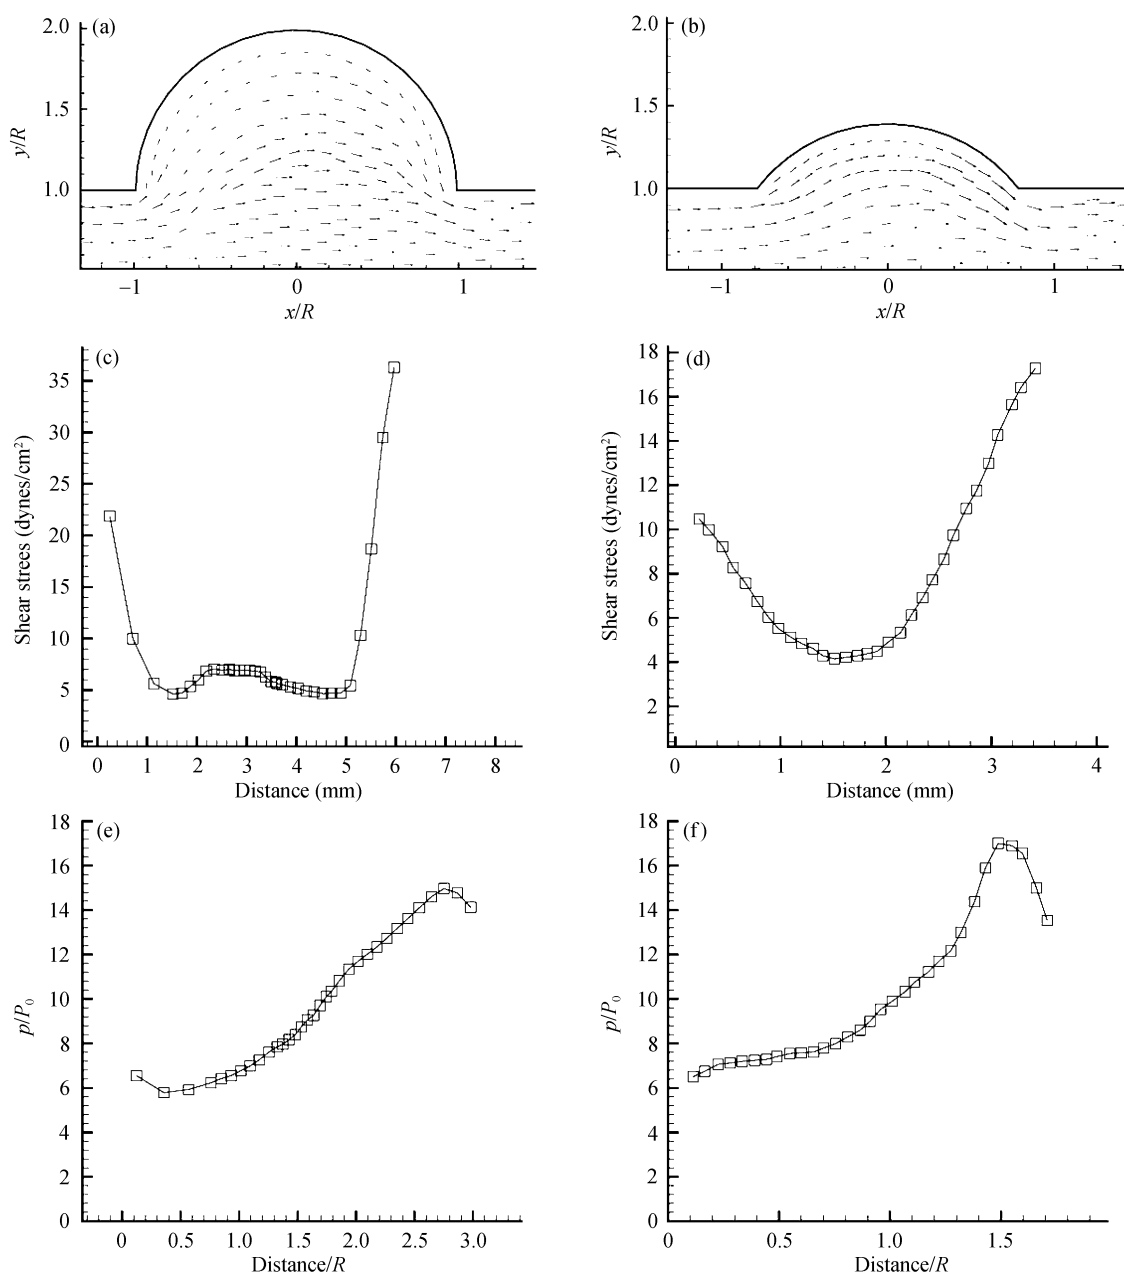 (a)
2.0
1.5
1.0
y/R
−1 0 1
x/R
(b)
2.0
1.5
1.0
y/R
−1 0 1
x/R
(c)
35
30
25
20
15
10
5
0
Shear strees (dynes/cm²)
0 1 2 3 4 5 6 7 8
Distance (mm)
(d)
18
16
14
12
10
8
6
4
2
Shear strees (dynes/cm²)
0 1 2 3 4
Distance (mm)
(e)
18
16
14
12
10
8
6
4
2
0
p/P₀
0 0.5 1.0 1.5 2.0 2.5 3.0
Distance/R
(f)
18
16
14
12
10
8
6
4
2
0
p/P₀
0 0.5 1.0 1.5
Distance/R